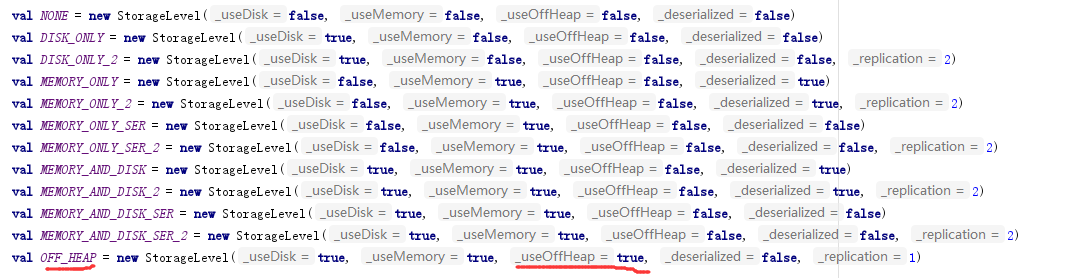 val NONE = new StorageLevel( _useDisk = false, _useMemory = false, _useOffHeap = false, _deserialized = false)
val DISK_ONLY = new StorageLevel( _useDisk = true, _useMemory = false, _useOffHeap = false, _deserialized = false)
val DISK_ONLY_2 = new StorageLevel( _useDisk = true, _useMemory = false, _useOffHeap = false, _deserialized = false, _replication = 2)
val MEMORY_ONLY = new StorageLevel( _useDisk = false, _useMemory = true, _useOffHeap = false, _deserialized = true)
val MEMORY_ONLY_2 = new StorageLevel( _useDisk = false, _useMemory = true, _useOffHeap = false, _deserialized = true, _replication = 2)
val MEMORY_ONLY_SER = new StorageLevel( _useDisk = false, _useMemory = true, _useOffHeap = false, _deserialized = false)
val MEMORY_ONLY_SER_2 = new StorageLevel( _useDisk = false, _useMemory = true, _useOffHeap = false, _deserialized = false, _replication = 2)
val MEMORY_AND_DISK = new StorageLevel( _useDisk = true, _useMemory = true, _useOffHeap = false, _deserialized = true)
val MEMORY_AND_DISK_2 = new StorageLevel( _useDisk = true, _useMemory = true, _useOffHeap = false, _deserialized = true, _replication = 2)
val MEMORY_AND_DISK_SER = new StorageLevel( _useDisk = true, _useMemory = true, _useOffHeap = false, _deserialized = false)
val MEMORY_AND_DISK_SER_2 = new StorageLevel( _useDisk = true, _useMemory = true, _useOffHeap = false, _deserialized = false, _replication = 2)
val OFF_HEAP = new StorageLevel( _useDisk = true, _useMemory = true, _useOffHeap = true, _deserialized = false, _replication = 1)